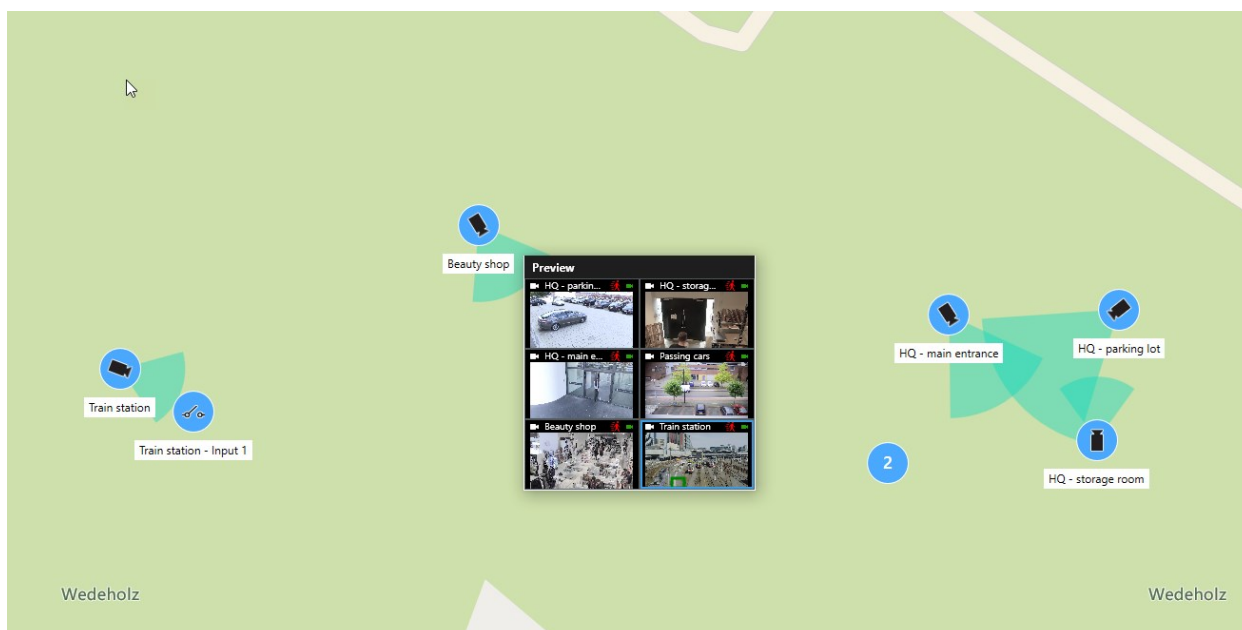 Beauty shop
Preview
HQ - parkin...
HQ - storag...
HQ - main e...
Passing cars
Beauty shop
Train station
HQ - main entrance
HQ - parking lot
Train station
Train station - Input 1
2
HQ - storage room
Wedeholz
Wedeholz